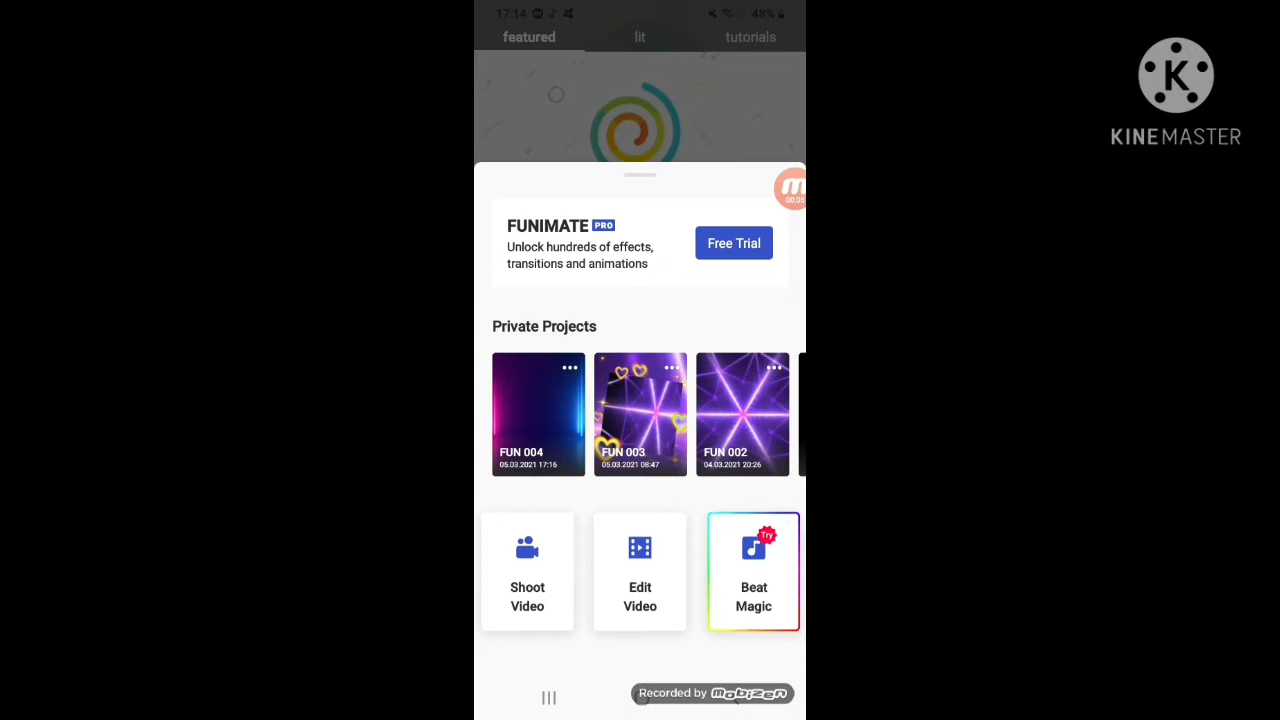 17:14
48%
featured
lit
tutorials
K
KINEMASTER
00:05
FUNIMATE PRO
Unlock hundreds of effects,
transitions and animations
Free Trial
Private Projects
FUN 004
05.03.2021 17:16
FUN 003
05.03.2021 08:47
FUN 002
04.03.2021 20:26
Try
Shoot
Video
Edit
Video
Beat
Magic
Recorded by mobizen